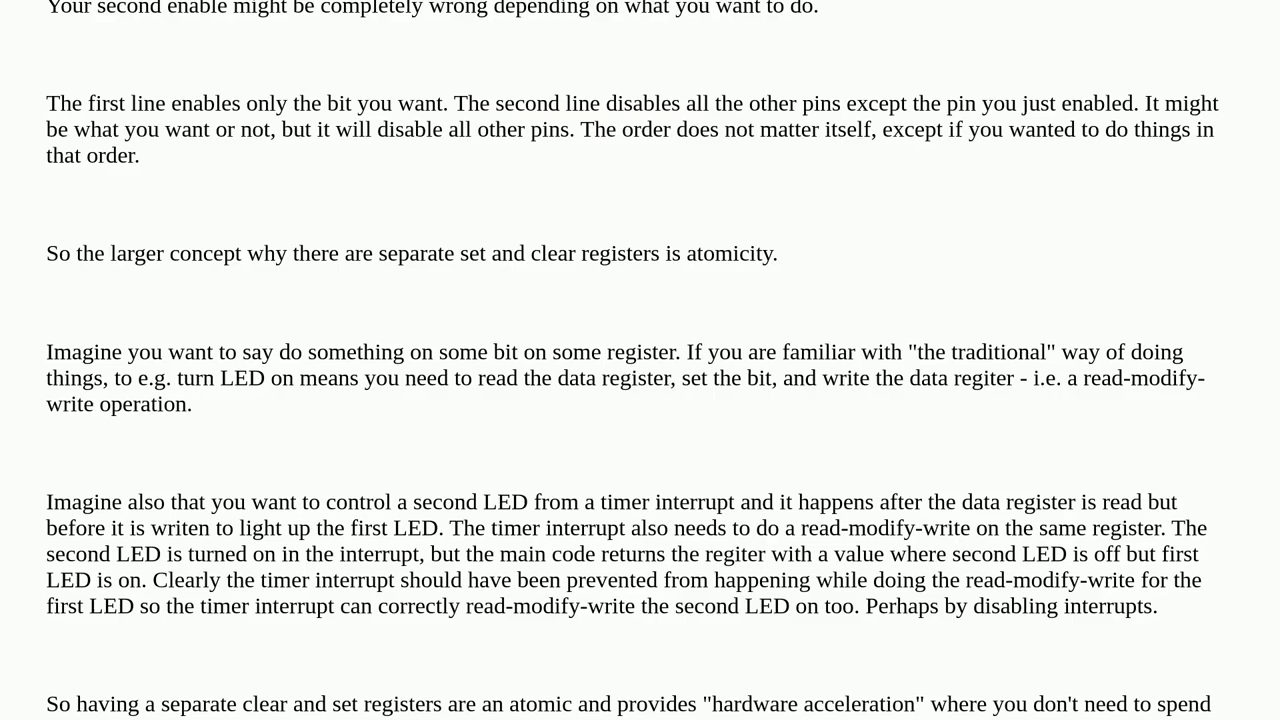 Your second enable might be completely wrong depending on what you want to do.
The first line enables only the bit you want. The second line disables all the other pins except the pin you just enabled. It might
be what you want or not, but it will disable all other pins. The order does not matter itself, except if you wanted to do things in
that order.
So the larger concept why there are separate set and clear registers is atomicity.
Imagine you want to say do something on some bit on some register. If you are familiar with "the traditional" way of doing
things, to e.g. turn LED on means you need to read the data register, set the bit, and write the data regiter - i.e. a read-modify-
write operation.
Imagine also that you want to control a second LED from a timer interrupt and it happens after the data register is read but
before it is writen to light up the first LED. The timer interrupt also needs to do a read-modify-write on the same register. The
second LED is turned on in the interrupt, but the main code returns the regiter with a value where second LED is off but first
LED is on. Clearly the timer interrupt should have been prevented from happening while doing the read-modify-write for the
first LED so the timer interrupt can correctly read-modify-write the second LED on too. Perhaps by disabling interrupts.
So having a separate clear and set registers are an atomic and provides "hardware acceleration" where you don't need to spend